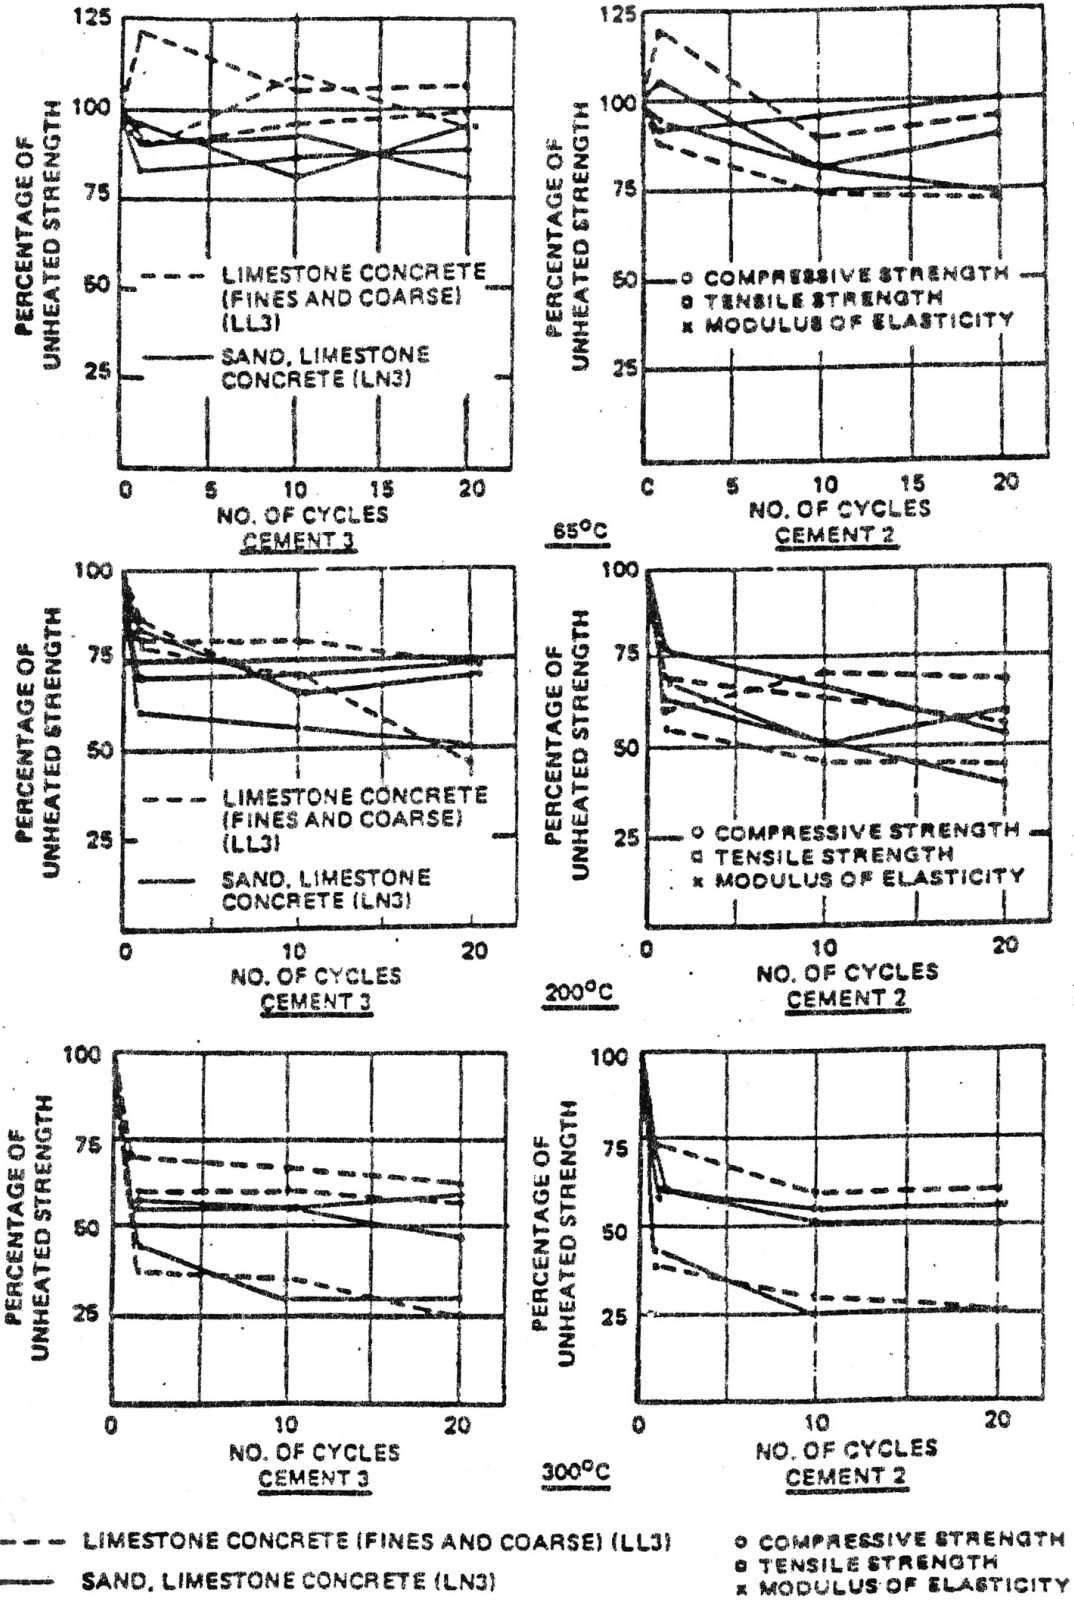 125
100
75
50
25
PERCENTAGE OF
UNHEATED STRENGTH
LIMESTONE CONCRETE
(FINES AND COARSE)
(LL3)
SAND, LIMESTONE
CONCRETE (LN3)
0 5 10 15 20
NO. OF CYCLES
CEMENT 3
125
100
75
50
25
PERCENTAGE OF
UNHEATED STRENGTH
o COMPRESSIVE STRENGTH
□ TENSILE STRENGTH
x MODULUS OF ELASTICITY
0 5 10 15 20
NO. OF CYCLES
CEMENT 2
65°C
100
75
50
25
PERCENTAGE OF
UNHEATED STRENGTH
LIMESTONE CONCRETE
(FINES AND COARSE)
(LL3)
SAND, LIMESTONE
CONCRETE (LN3)
0 10 20
NO. OF CYCLES
CEMENT 3
100
75
50
25
PERCENTAGE OF
UNHEATED STRENGTH
o COMPRESSIVE STRENGTH
□ TENSILE STRENGTH
x MODULUS OF ELASTICITY
0 10 20
NO. OF CYCLES
CEMENT 2
200°C
100
75
50
25
PERCENTAGE OF
UNHEATED STRENGTH
0 10 20
NO. OF CYCLES
CEMENT 3
100
75
50
25
PERCENTAGE OF
UNHEATED STRENGTH
0 10 20
NO. OF CYCLES
CEMENT 2
300°C
LIMESTONE CONCRETE (FINES AND COARSE) (LL3)
SAND, LIMESTONE CONCRETE (LN3)
o COMPRESSIVE STRENGTH
□ TENSILE STRENGTH
x MODULUS OF ELASTICITY